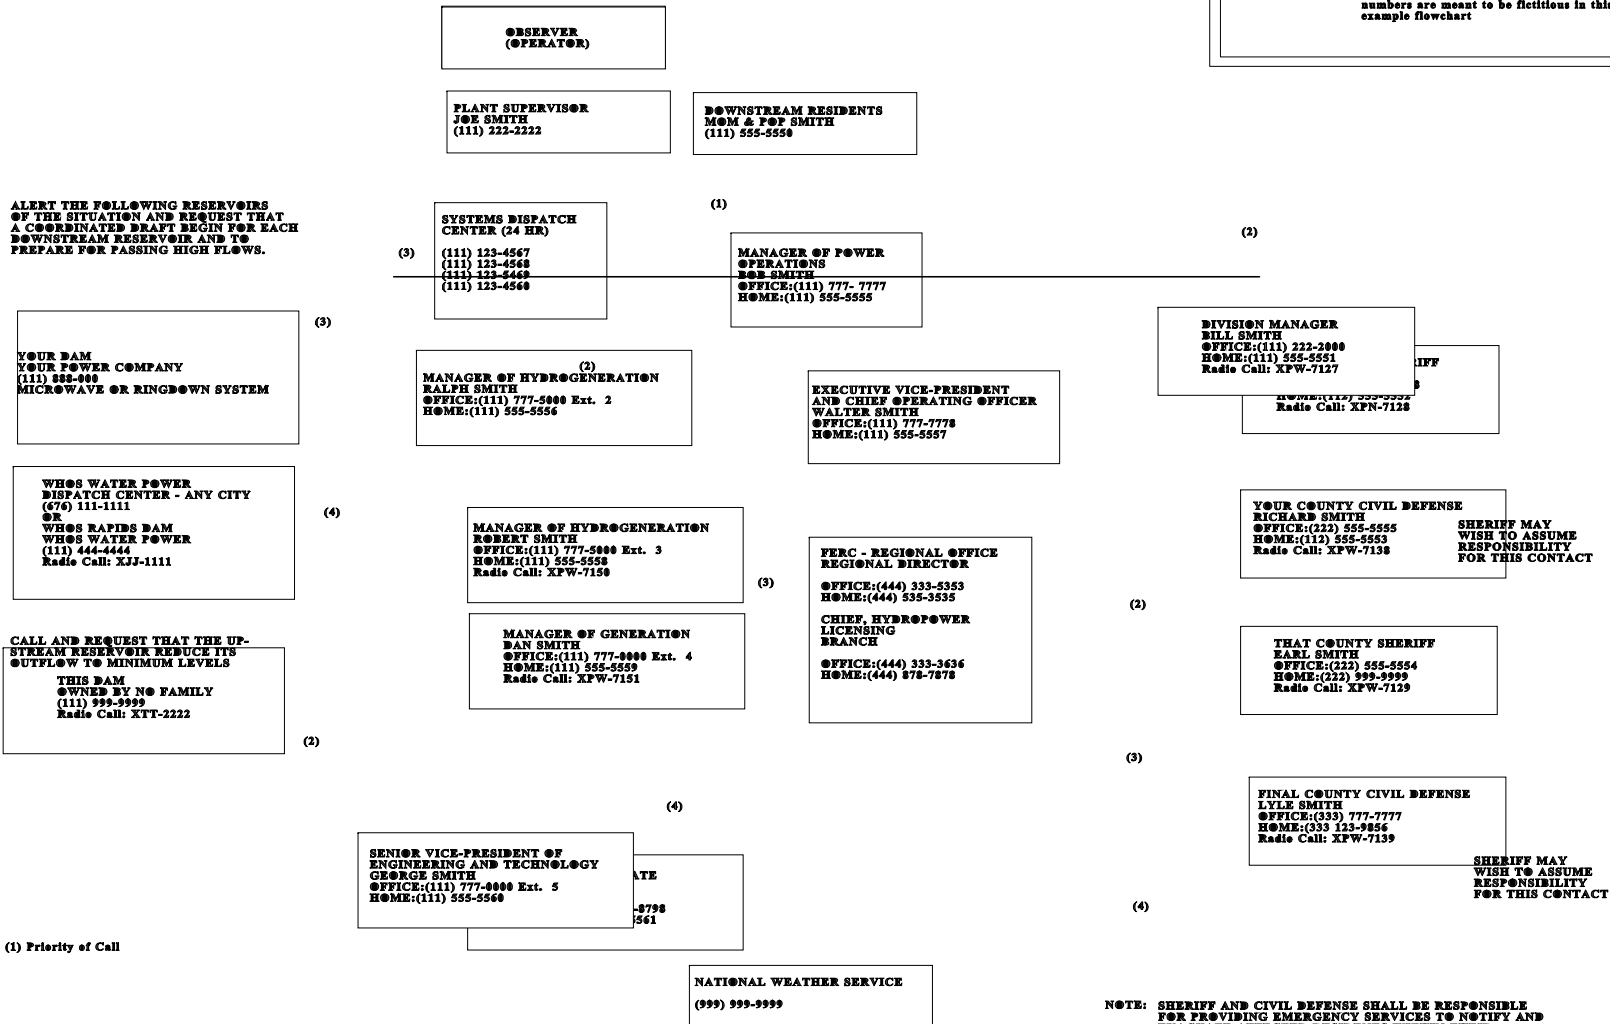 numbers are meant to be fictitious in this
example flowchart
OBSERVER
(OPERATOR)
PLANT SUPERVISOR
JOE SMITH
(111) 222-2222
DOWNSTREAM RESIDENTS
MOM & POP SMITH
(111) 555-5550
ALERT THE FOLLOWING RESERVOIRS
OF THE SITUATION AND REQUEST THAT
A COORDINATED DRAFT BEGIN FOR EACH
DOWNSTREAM RESERVOIR AND TO
PREPARE FOR PASSING HIGH FLOWS.
(3)
SYSTEMS DISPATCH
CENTER (24 HR)
(111) 123-4567
(111) 123-4568
(111) 123-5469
(111) 123-4560
(1)
MANAGER OF POWER
OPERATIONS
BOB SMITH
OFFICE:(111) 777- 7777
HOME:(111) 555-5555
(2)
(3)
YOUR DAM
YOUR POWER COMPANY
(111) 888-000
MICROWAVE OR RINGDOWN SYSTEM
(2)
MANAGER OF HYDROGENERATION
RALPH SMITH
OFFICE:(111) 777-5000 Ext. 2
HOME:(111) 555-5556
EXECUTIVE VICE-PRESIDENT
AND CHIEF OPERATING OFFICER
WALTER SMITH
OFFICE:(111) 777-7778
HOME:(111) 555-5557
DIVISION MANAGER
BILL SMITH
OFFICE:(111) 222-2000
HOME:(111) 555-5551
Radio Call: XPW-7127
RIFF
8
HOME:(112) 555-5552
Radio Call: XPN-7128
WHOS WATER POWER
DISPATCH CENTER - ANY CITY
(676) 111-1111
OR
WHOS RAPIDS DAM
WHOS WATER POWER
(111) 444-4444
Radio Call: XJJ-1111
(4)
MANAGER OF HYDROGENERATION
ROBERT SMITH
OFFICE:(111) 777-5000 Ext. 3
HOME:(111) 555-5558
Radio Call: XPW-7150
(3)
FERC - REGIONAL OFFICE
REGIONAL DIRECTOR
OFFICE:(444) 333-5353
HOME:(444) 535-3535
CHIEF, HYDROPOWER
LICENSING
BRANCH
OFFICE:(444) 333-3636
HOME:(444) 878-7878
YOUR COUNTY CIVIL DEFENSE
RICHARD SMITH
OFFICE:(222) 555-5555
HOME:(112) 555-5553
Radio Call: XPW-7138
SHERIFF MAY
WISH TO ASSUME
RESPONSIBILITY
FOR THIS CONTACT
(2)
CALL AND REQUEST THAT THE UP-
STREAM RESERVOIR REDUCE ITS
OUTFLOW TO MINIMUM LEVELS
THIS DAM
OWNED BY NO FAMILY
(111) 999-9999
Radio Call: XTT-2222
(2)
MANAGER OF GENERATION
DAN SMITH
OFFICE:(111) 777-0000 Ext. 4
HOME:(111) 555-5559
Radio Call: XPW-7151
THAT COUNTY SHERIFF
EARL SMITH
OFFICE:(222) 555-5554
HOME:(222) 999-9999
Radio Call: XPW-7129
(3)
(4)
FINAL COUNTY CIVIL DEFENSE
LYLE SMITH
OFFICE:(333) 777-7777
HOME:(333 123-9856
Radio Call: XPW-7139
SHERIFF MAY
WISH TO ASSUME
RESPONSIBILITY
FOR THIS CONTACT
(4)
SENIOR VICE-PRESIDENT OF
ENGINEERING AND TECHNOLOGY
GEORGE SMITH
OFFICE:(111) 777-0000 Ext. 5
HOME:(111) 555-5560
ATE
-8798
5561
(1) Priority of Call
NATIONAL WEATHER SERVICE
(999) 999-9999
NOTE: SHERIFF AND CIVIL DEFENSE SHALL BE RESPONSIBLE
FOR PROVIDING EMERGENCY SERVICES TO NOTIFY AND